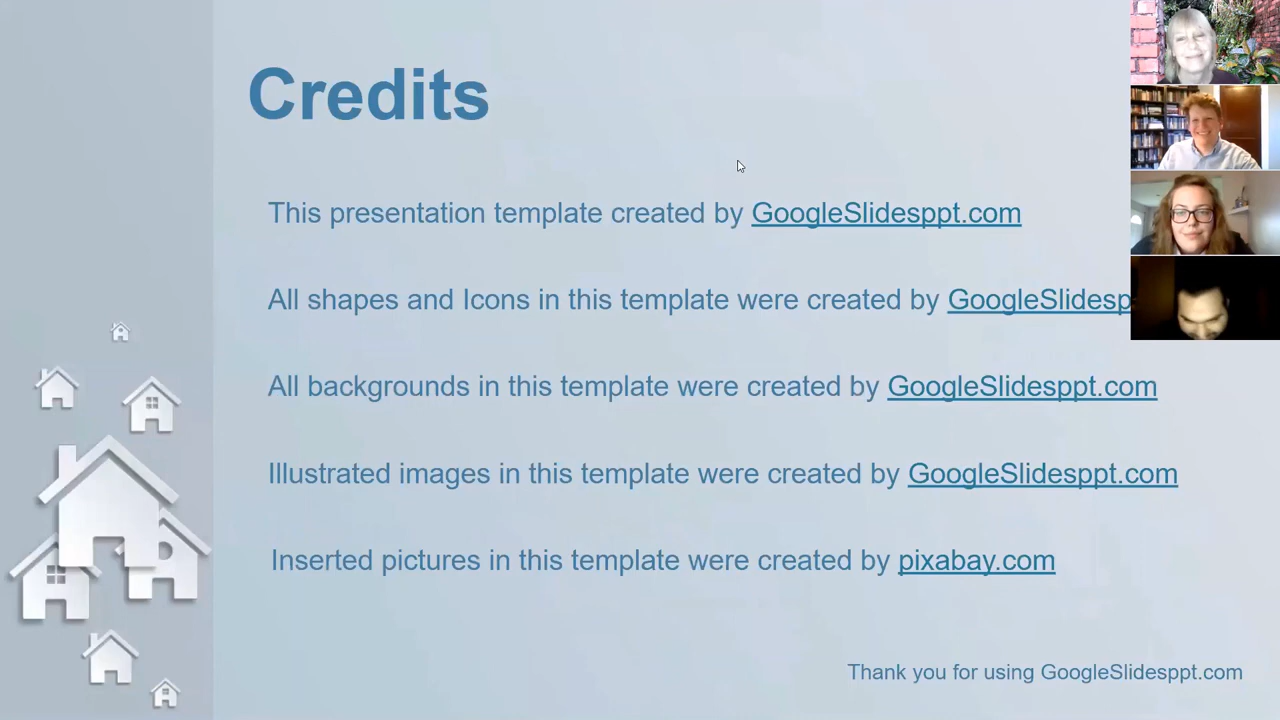 Credits
This presentation template created by GoogleSlidesppt.com
All shapes and Icons in this template were created by GoogleSlidesp
All backgrounds in this template were created by GoogleSlidesppt.com
Illustrated images in this template were created by GoogleSlidesppt.com
Inserted pictures in this template were created by pixabay.com
Thank you for using GoogleSlidesppt.com